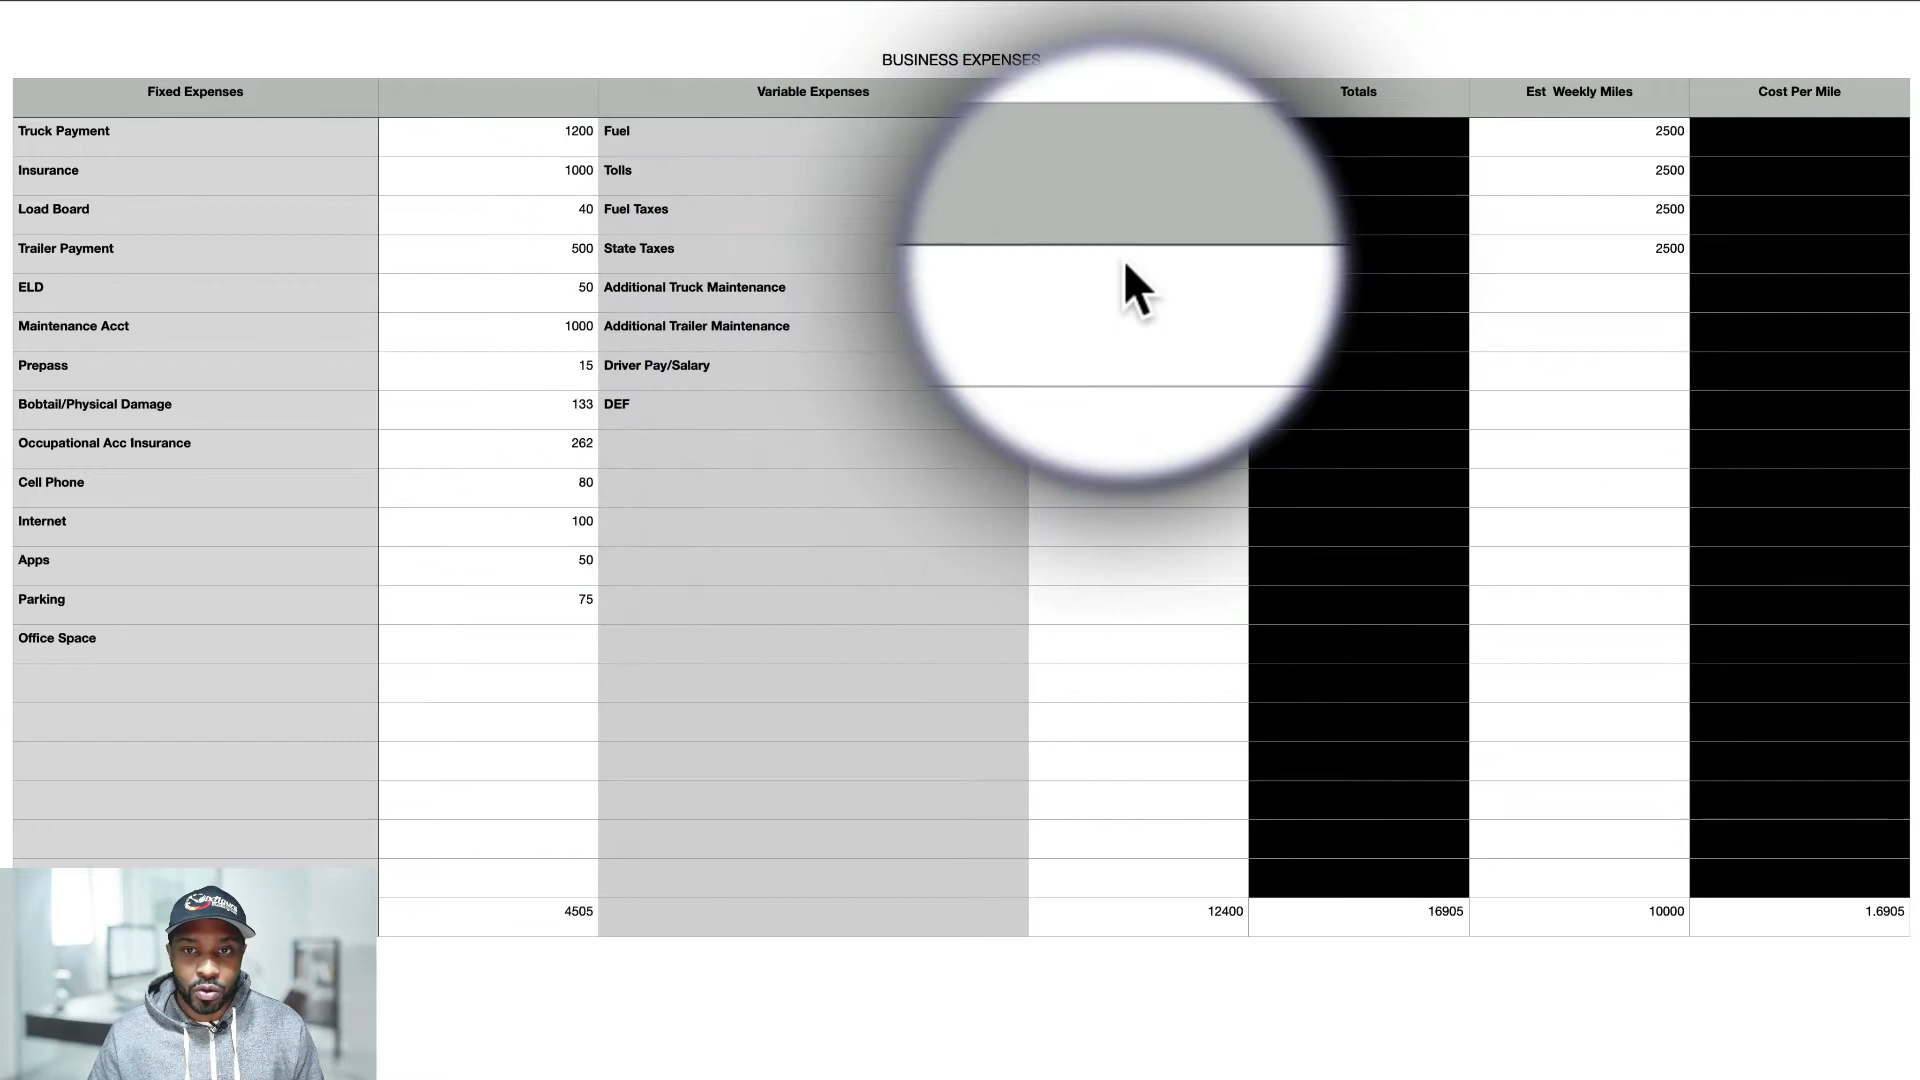 BUSINESS EXPENSES
Fixed Expenses Variable Expenses Totals Est Weekly Miles Cost Per Mile
Truck Payment 1200 Fuel 2500
Insurance 1000 Tolls 2500
Load Board 40 Fuel Taxes 2500
Trailer Payment 500 State Taxes 2500
ELD 50 Additional Truck Maintenance
Maintenance Acct 1000 Additional Trailer Maintenance
Prepass 15 Driver Pay/Salary
Bobtail/Physical Damage 133 DEF
Occupational Acc Insurance 262
Cell Phone 80
Internet 100
Apps 50
Parking 75
Office Space
4505 12400 16905 10000 1.6905